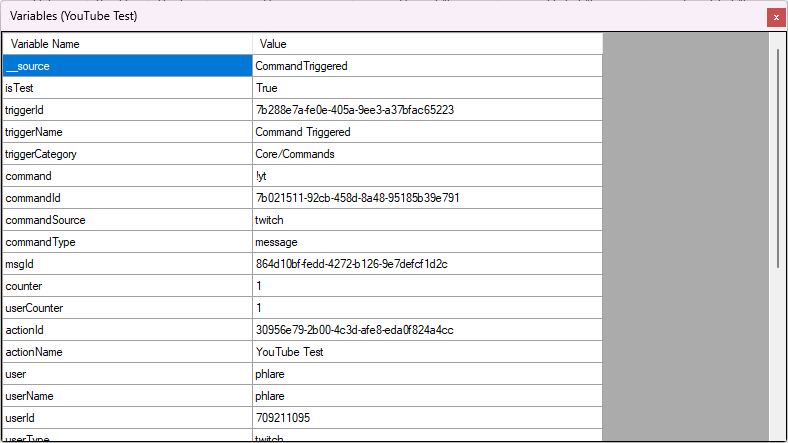 Variables (YouTube Test)
x
Variable Name Value
__source CommandTriggered
isTest True
triggerId 7b288e7a-fe0e-405a-9ee3-a37bfac65223
triggerName Command Triggered
triggerCategory Core/Commands
command !yt
commandId 7b021511-92cb-458d-8a48-95185b39e791
commandSource twitch
commandType message
msgId 864d10bf-fedd-4272-b126-9e7defcf1d2c
counter 1
userCounter 1
actionId 30956e79-2b00-4c3d-afe8-eda0f824a4cc
actionName YouTube Test
user phlare
userName phlare
userId 709211095
userType twitch